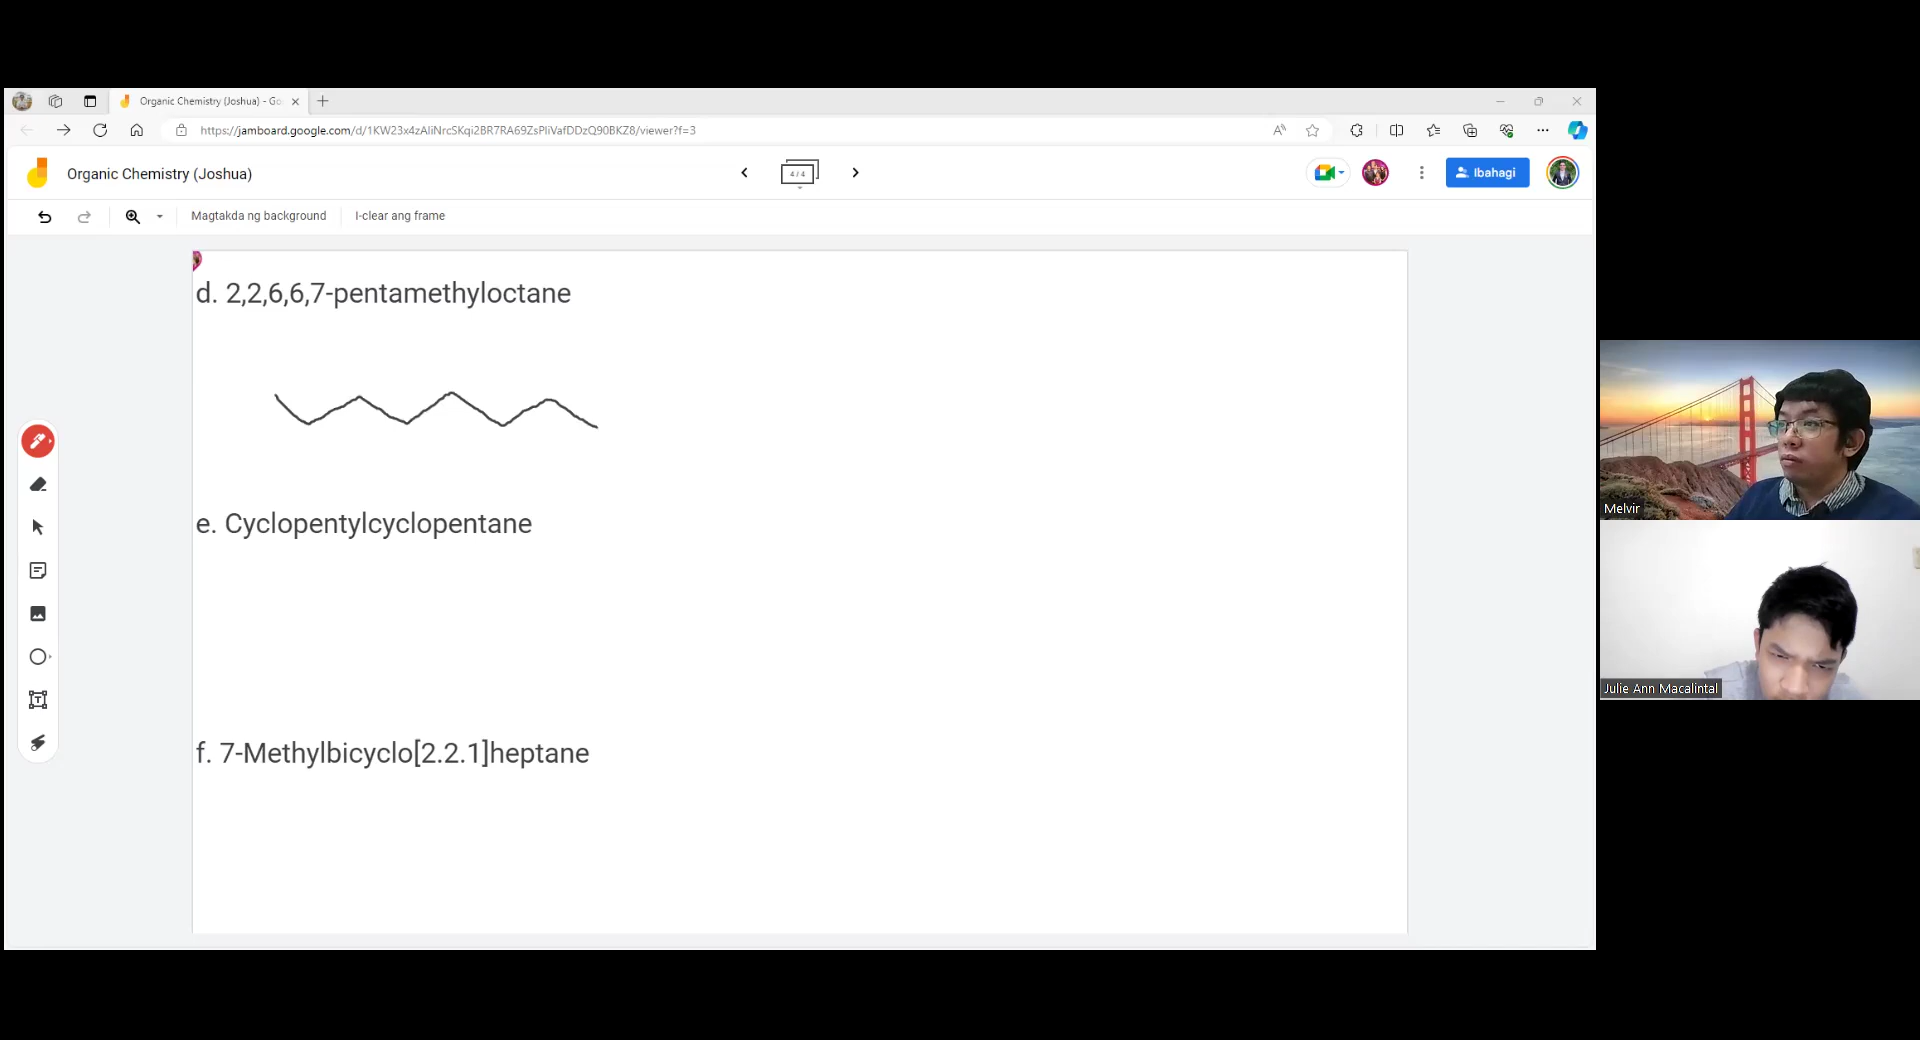 Organic Chemistry (Joshua) - Go
https://jamboard.google.com/d/1KW23x4zAliNrcSKqi2BR7RA69ZsPliVafDDzQ90BKZ8/viewer?f=3
Organic Chemistry (Joshua)
4 / 4
Ibahagi
Magtakda ng background
I-clear ang frame
d. 2,2,6,6,7-pentamethyloctane
e. Cyclopentylcyclopentane
f. 7-Methylbicyclo[2.2.1]heptane
Melvir
Julie Ann Macalintal